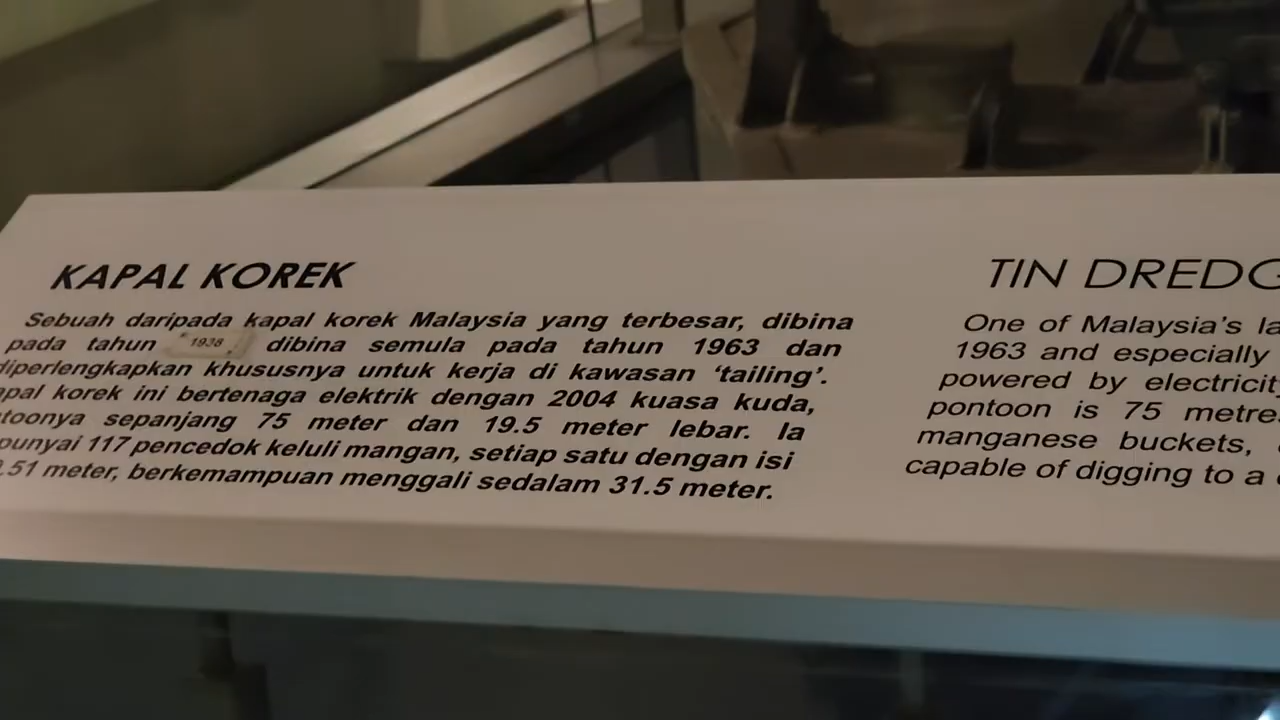 KAPAL KOREK
Sebuah daripada kapal korek Malaysia yang terbesar, dibina
pada tahun 1938 dibina semula pada tahun 1963 dan
diperlengkapkan khususnya untuk kerja di kawasan 'tailing'.
apal korek ini bertenaga elektrik dengan 2004 kuasa kuda,
toonya sepanjang 75 meter dan 19.5 meter lebar. Ia
punyai 117 pencedok keluli mangan, setiap satu dengan isi
.51 meter, berkemampuan menggali sedalam 31.5 meter.
TIN DREDG
One of Malaysia's la
1963 and especially
powered by electricity
pontoon is 75 metres
manganese buckets,
capable of digging to a